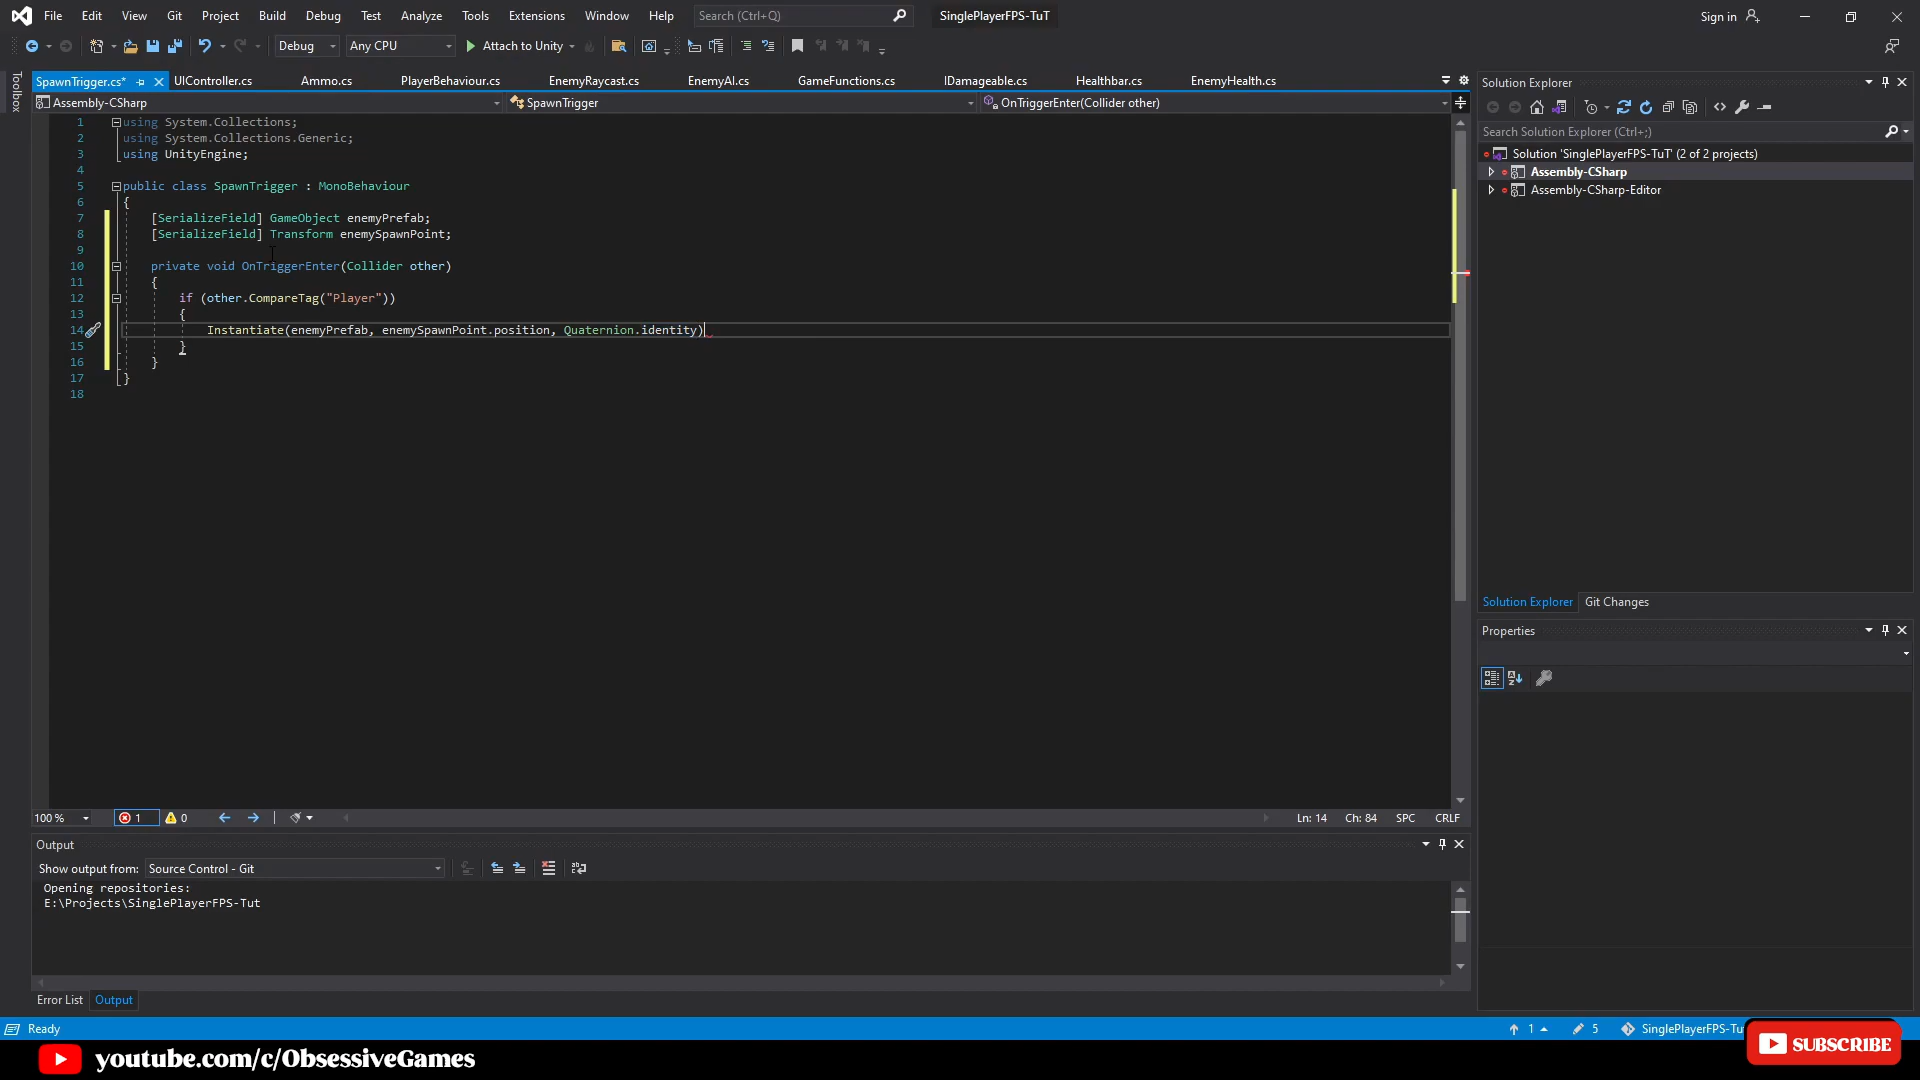 File Edit View Git Project Build Debug Test Analyze Tools Extensions Window Help Search (Ctrl+Q) SinglePlayerFPS-TuT Sign in
Debug Any CPU Attach to Unity
Toolbox
SpawnTrigger.cs* UIController.cs Ammo.cs PlayerBehaviour.cs EnemyRaycast.cs EnemyAI.cs GameFunctions.cs IDamageable.cs Healthbar.cs EnemyHealth.cs
Assembly-CSharp SpawnTrigger OnTriggerEnter(Collider other)
1 using System.Collections;
2 using System.Collections.Generic;
3 using UnityEngine;
4
5 public class SpawnTrigger : MonoBehaviour
6 {
7 [SerializeField] GameObject enemyPrefab;
8 [SerializeField] Transform enemySpawnPoint;
9
10 private void OnTriggerEnter(Collider other)
11 {
12 if (other.CompareTag("Player"))
13 {
14 Instantiate(enemyPrefab, enemySpawnPoint.position, Quaternion.identity)
15 }
16 }
17 }
18
100 % 1 0 Ln: 14 Ch: 84 SPC CRLF
Output
Show output from: Source Control - Git
Opening repositories:
E:\Projects\SinglePlayerFPS-Tut
Error List Output
Solution Explorer
Search Solution Explorer (Ctrl+;)
Solution 'SinglePlayerFPS-TuT' (2 of 2 projects)
Assembly-CSharp
Assembly-CSharp-Editor
Solution Explorer Git Changes
Properties
Ready 1 5
youtube.com/c/ObsessiveGames
SUBSCRIBE